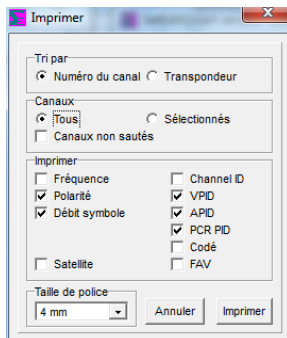 Imprimer
Tri par
Numéro du canal Transpondeur
Canaux
Tous Sélectionnés
Canaux non sautés
Imprimer
Fréquence Channel ID
Polarité VPID
Débit symbole APID
PCR PID
Codé
Satellite FAV
Taille de police
4 mm Annuler Imprimer